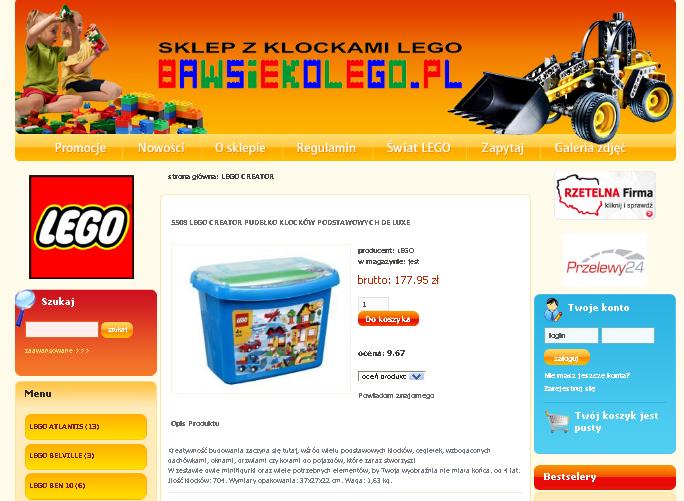 SKLEP Z KLOCKAMI LEGO
BAWSIEKOLEGO.PL
Promocje
Nowości
O sklepie
Regulamin
Świat LEGO
Zapytaj
Galeria zdjęć
LEGO
Szukaj
szukaj
zaawansowane >>>
Menu
LEGO ATLANTIS (13)
LEGO BELVILLE (3)
LEGO BEN 10 (6)
strona główna: LEGO CREATOR
5508 LEGO CREATOR PUDEŁKO KLOCKÓW PODSTAWOWYCH DE LUXE
LEGO
4+
producent: LEGO
w magazynie: jest
brutto: 177.95 zł
1
Do koszyka
ocena: 9.67
oceń produkt
Powiadom znajomego
Opis Produktu
Kreatywność budowania zaczyna się tutaj, wśród wielu podstawowych klocków, cegiełek, wzbogaconych
dachówkami, oknami, drzwiami czy kołami do pojazdów, które zaraz stworzysz!
W zestawie dwie minifigurki oraz wiele potrzebnych elementów, by Twoja wyobraźnia nie miała końca. od 4 lat.
Ilość klocków: 704. Wymiary opakowania: 37x27x22 cm. Waga: 1,63 kg.
RZETELNA Firma
kliknij i sprawdź
Przelewy24
Twoje konto
login
zaloguj
Nie masz jeszcze konta?
Zarejestruj się
Twój koszyk jest
pusty
Bestselery